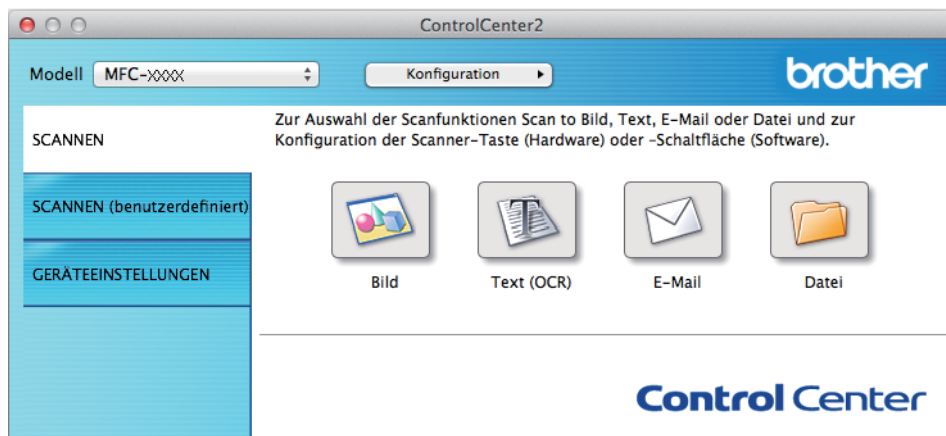 ControlCenter2
Modell MFC-XXXX Konfiguration
brother
SCANNEN
SCANNEN (benutzerdefiniert)
GERÄTEEINSTELLUNGEN
Zur Auswahl der Scanfunktionen Scan to Bild, Text, E-Mail oder Datei und zur
Konfiguration der Scanner-Taste (Hardware) oder -Schaltfläche (Software).
Bild Text (OCR) E-Mail Datei
Control Center